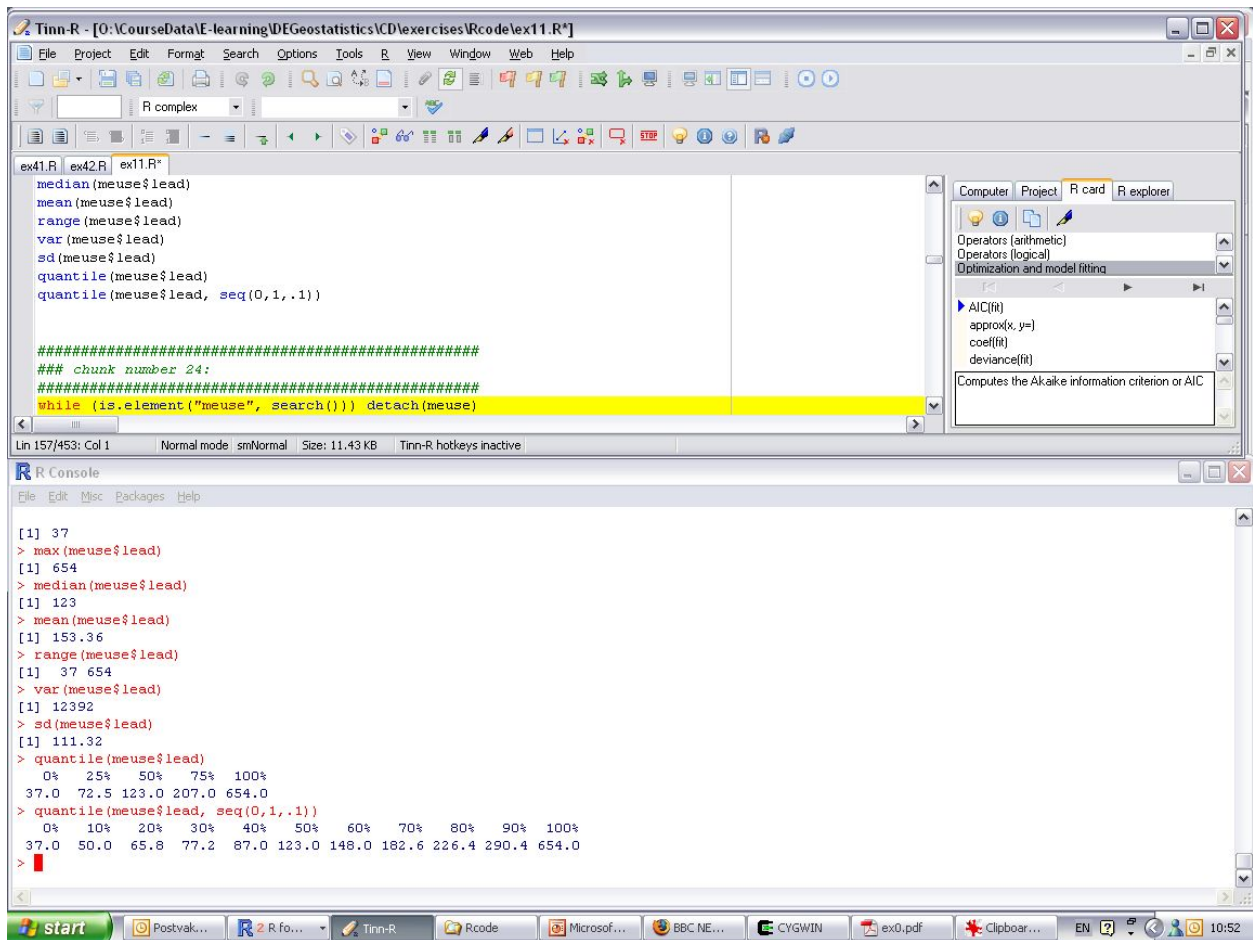 Tinn-R - [O:\CourseData\E-learning\DEGeostatistics\CD\exercises\Rcode\ex11.R*]
File Project Edit Format Search Options Tools R View Window Web Help
R complex
STOP
ex41.R ex42.R ex11.R*
median(meuse$lead)
mean(meuse$lead)
range(meuse$lead)
var(meuse$lead)
sd(meuse$lead)
quantile(meuse$lead)
quantile(meuse$lead, seq(0,1,.1))
##################################################
### chunk number 24:
##################################################
while (is.element("meuse", search())) detach(meuse)
Computer Project R card R explorer
Operators (arithmetic)
Operators (logical)
Optimization and model fitting
AIC(fit)
approx(x, y=)
coef(fit)
deviance(fit)
Computes the Akaike information criterion or AIC
Lin 157/453: Col 1 Normal mode smNormal Size: 11.43 KB Tinn-R hotkeys inactive
R Console
File Edit Misc Packages Help
[1] 37
> max(meuse$lead)
[1] 654
> median(meuse$lead)
[1] 123
> mean(meuse$lead)
[1] 153.36
> range(meuse$lead)
[1] 37 654
> var(meuse$lead)
[1] 12392
> sd(meuse$lead)
[1] 111.32
> quantile(meuse$lead)
0% 25% 50% 75% 100%
37.0 72.5 123.0 207.0 654.0
> quantile(meuse$lead, seq(0,1,.1))
0% 10% 20% 30% 40% 50% 60% 70% 80% 90% 100%
37.0 50.0 65.8 77.2 87.0 123.0 148.0 182.6 226.4 290.4 654.0
>
start Postvak... 2 R fo... Tinn-R Rcode Microsof... BBC NE... CYGWIN ex0.pdf Clipboar... EN 10:52